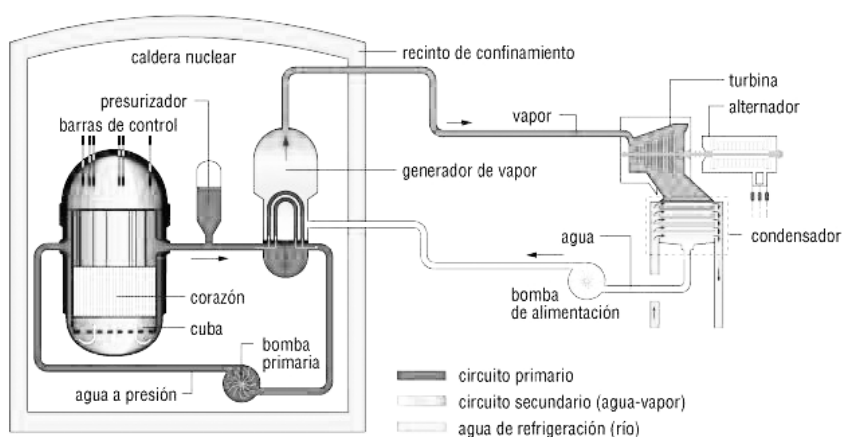 caldera nuclear
recinto de confinamiento
presurizador
turbina
barras de control
vapor
alternador
generador de vapor
agua
condensador
corazón
bomba
de alimentación
cuba
bomba
primaria
agua a presión
circuito primario
circuito secundario (agua-vapor)
agua de refrigeración (río)